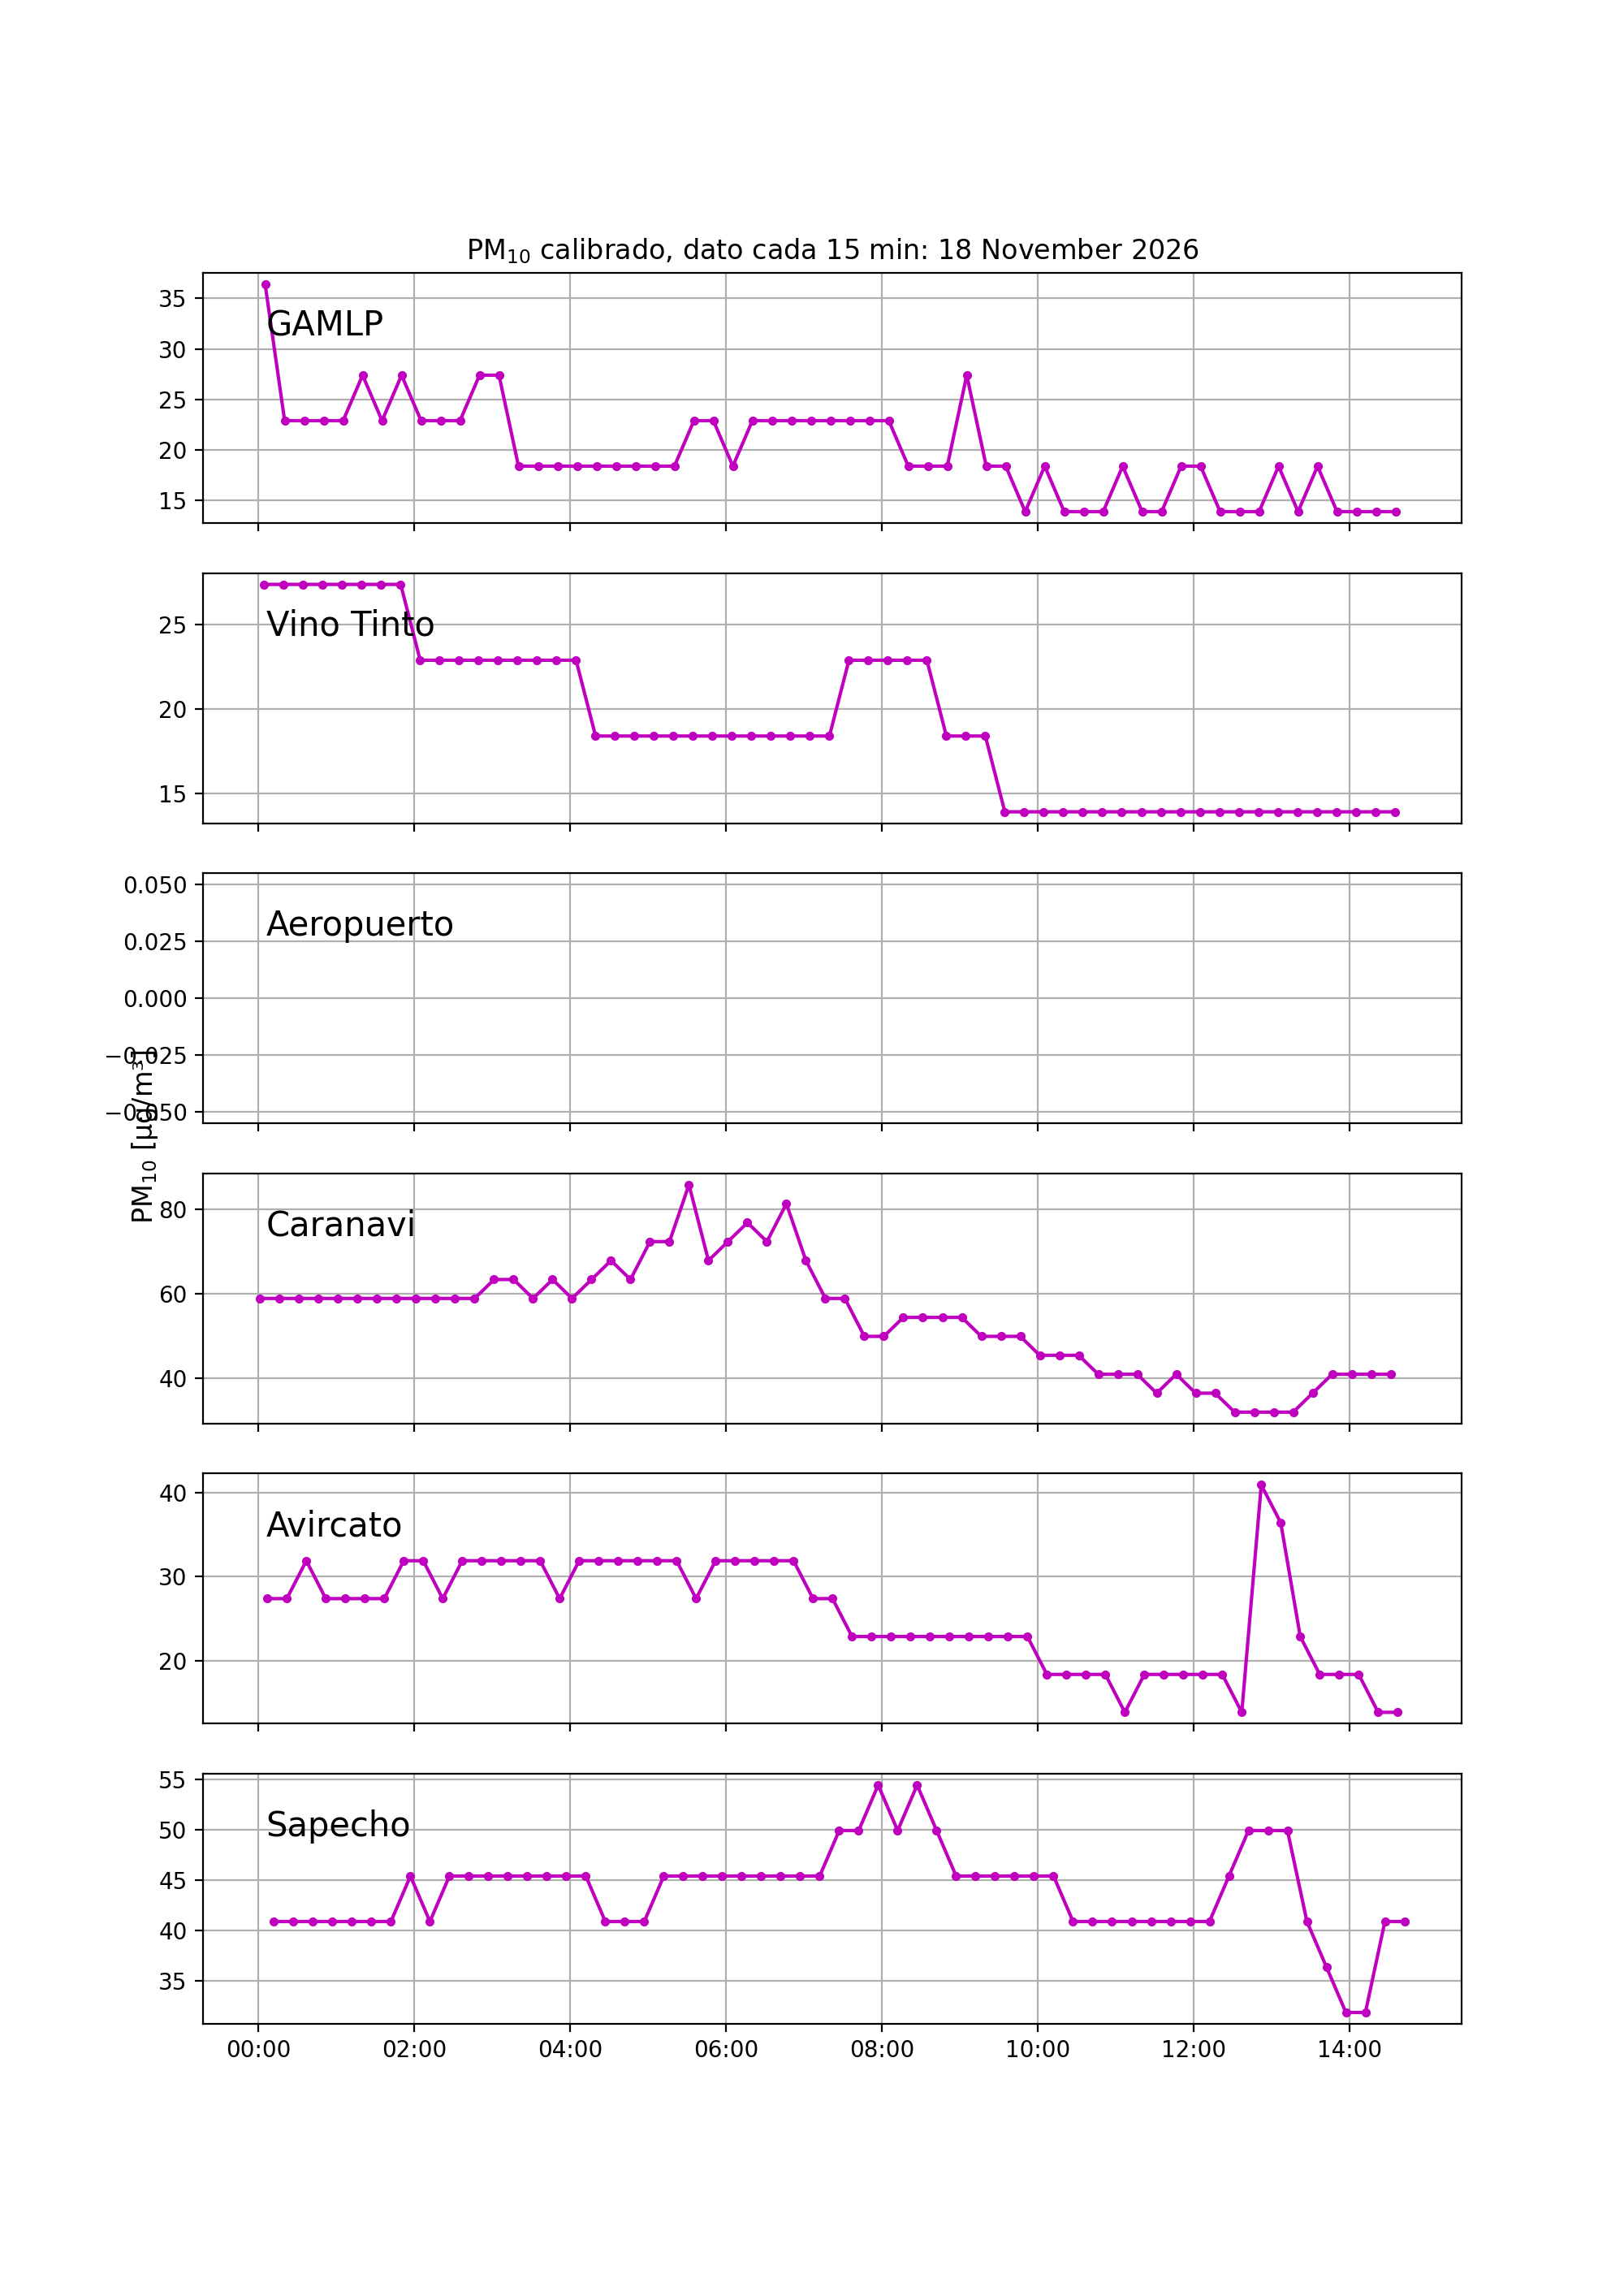 PM₁₀ calibrado, dato cada 15 min: 18 November 2026
35
GAMLP
30
25
20
15
Vino Tinto
25
20
15
0.050
Aeropuerto
0.025
0.000
−0.025
−0.050
PM₁₀ [µg/m³]
80
Caranavi
60
40
40
Avircato
30
20
55
Sapecho
50
45
40
35
00:00 02:00 04:00 06:00 08:00 10:00 12:00 14:00